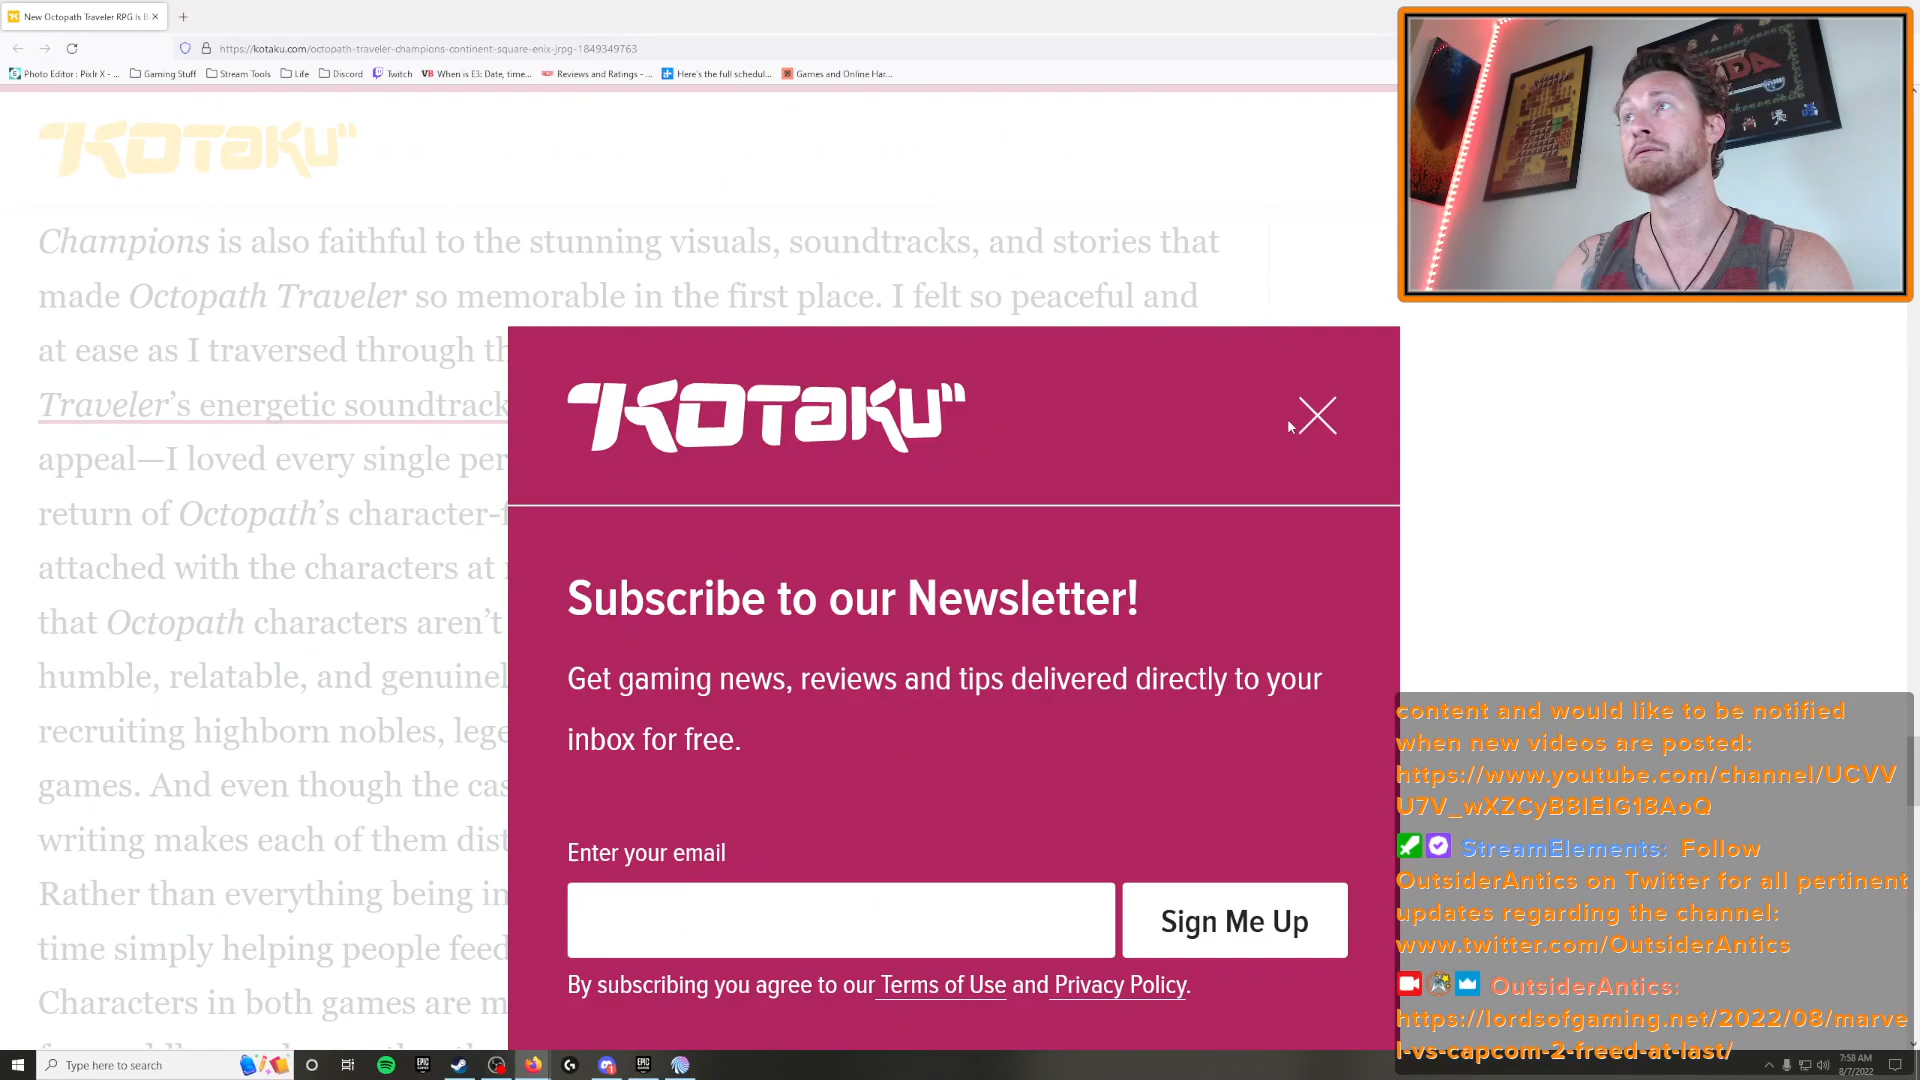 New Octopath Traveler RPG Is B
https://kotaku.com/octopath-traveler-champions-continent-square-enix-jrpg-1849349763
Photo Editor : Pixlr X - ...
Gaming Stuff
Stream Tools
Life
Discord
Twitch
VB When is E3: Date, time...
Reviews and Ratings - ...
Here's the full schedul...
Games and Online Har...
KOTAKU
Champions is also faithful to the stunning visuals, soundtracks, and stories that
made Octopath Traveler so memorable in the first place. I felt so peaceful and
at ease as I traversed through th
Traveler's energetic soundtrack
appeal—I loved every single per
return of Octopath's character-f
attached with the characters at
that Octopath characters aren't
humble, relatable, and genuinel
recruiting highborn nobles, lege
games. And even though the cas
writing makes each of them dist
Rather than everything being in
time simply helping people feed
Characters in both games are m
KOTAKU
Subscribe to our Newsletter!
Get gaming news, reviews and tips delivered directly to your
inbox for free.
Enter your email
Sign Me Up
By subscribing you agree to our Terms of Use and Privacy Policy.
content and would like to be notified
when new videos are posted:
https://www.youtube.com/channel/UCVV
U7V_wXZCyB8IEIG18AoQ
StreamElements: Follow
OutsiderAntics on Twitter for all pertinent
updates regarding the channel:
www.twitter.com/OutsiderAntics
OutsiderAntics:
https://lordsofgaming.net/2022/08/marve
l-vs-capcom-2-freed-at-last/
Type here to search
EPIC
EPIC
7:58 AM
8/7/2022